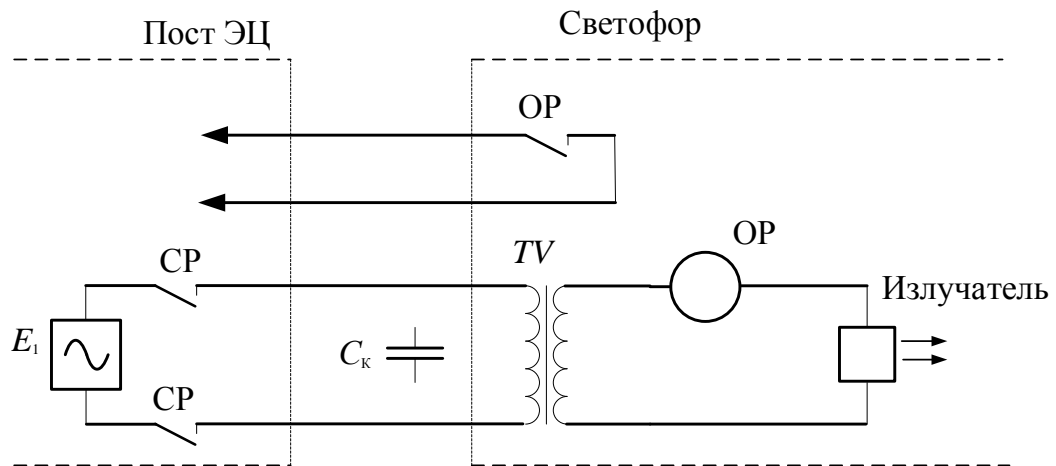 Пост ЭЦ
Светофор
ОР
СР
TV
ОР
Излучатель
E₁
Cк
СР